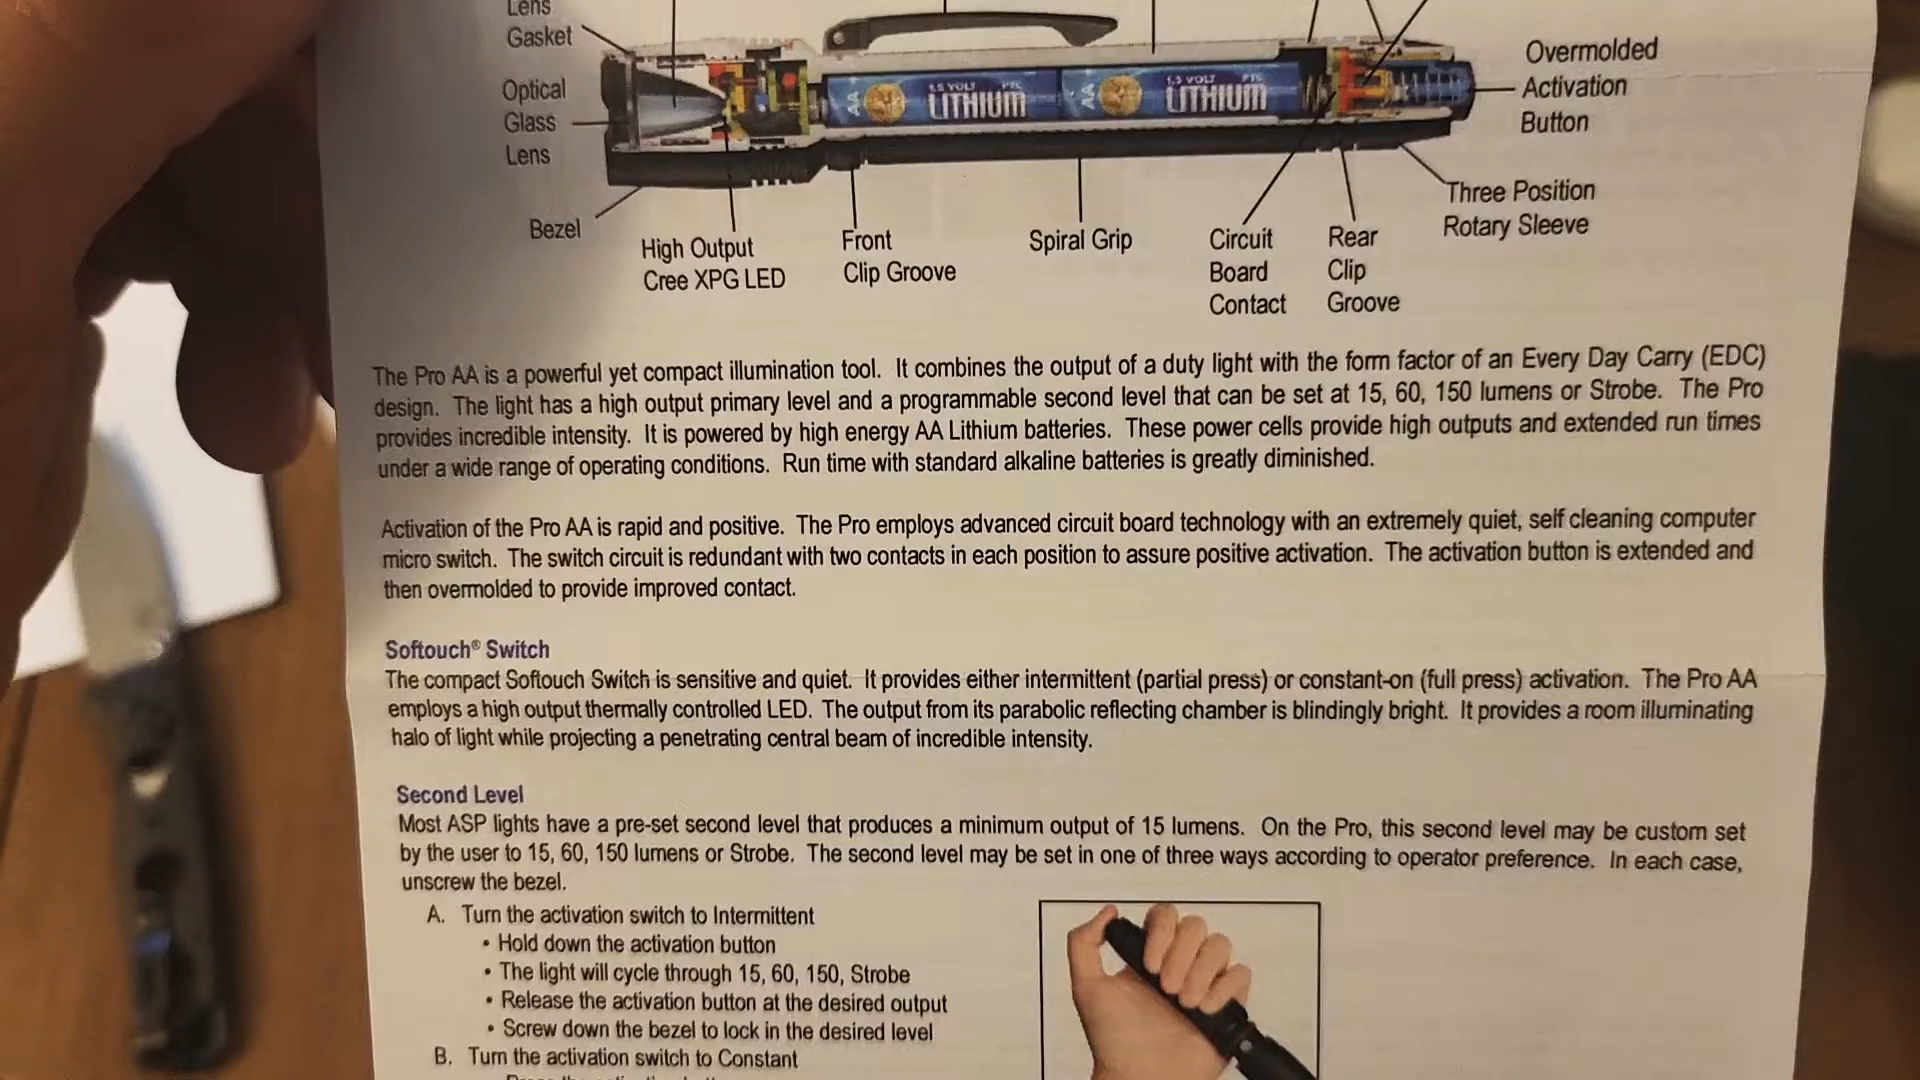 Lens
Gasket
Optical
Glass
Lens
Bezel
High Output
Cree XPG LED
AA
1.5 VOLT
LITHIUM
AA
1.5 VOLT
LITHIUM
Front
Clip Groove
Spiral Grip
Circuit
Board
Contact
Rear
Clip
Groove
Overmolded
Activation
Button
Three Position
Rotary Sleeve
The Pro AA is a powerful yet compact illumination tool. It combines the output of a duty light with the form factor of an Every Day Carry (EDC)
design. The light has a high output primary level and a programmable second level that can be set at 15, 60, 150 lumens or Strobe. The Pro
provides incredible intensity. It is powered by high energy AA Lithium batteries. These power cells provide high outputs and extended run times
under a wide range of operating conditions. Run time with standard alkaline batteries is greatly diminished.
Activation of the Pro AA is rapid and positive. The Pro employs advanced circuit board technology with an extremely quiet, self cleaning computer
micro switch. The switch circuit is redundant with two contacts in each position to assure positive activation. The activation button is extended and
then overmolded to provide improved contact.
Softouch® Switch
The compact Softouch Switch is sensitive and quiet. It provides either intermittent (partial press) or constant-on (full press) activation. The Pro AA
employs a high output thermally controlled LED. The output from its parabolic reflecting chamber is blindingly bright. It provides a room illuminating
halo of light while projecting a penetrating central beam of incredible intensity.
Second Level
Most ASP lights have a pre-set second level that produces a minimum output of 15 lumens. On the Pro, this second level may be custom set
by the user to 15, 60, 150 lumens or Strobe. The second level may be set in one of three ways according to operator preference. In each case,
unscrew the bezel.
A. Turn the activation switch to Intermittent
• Hold down the activation button
• The light will cycle through 15, 60, 150, Strobe
• Release the activation button at the desired output
• Screw down the bezel to lock in the desired level
B. Turn the activation switch to Constant